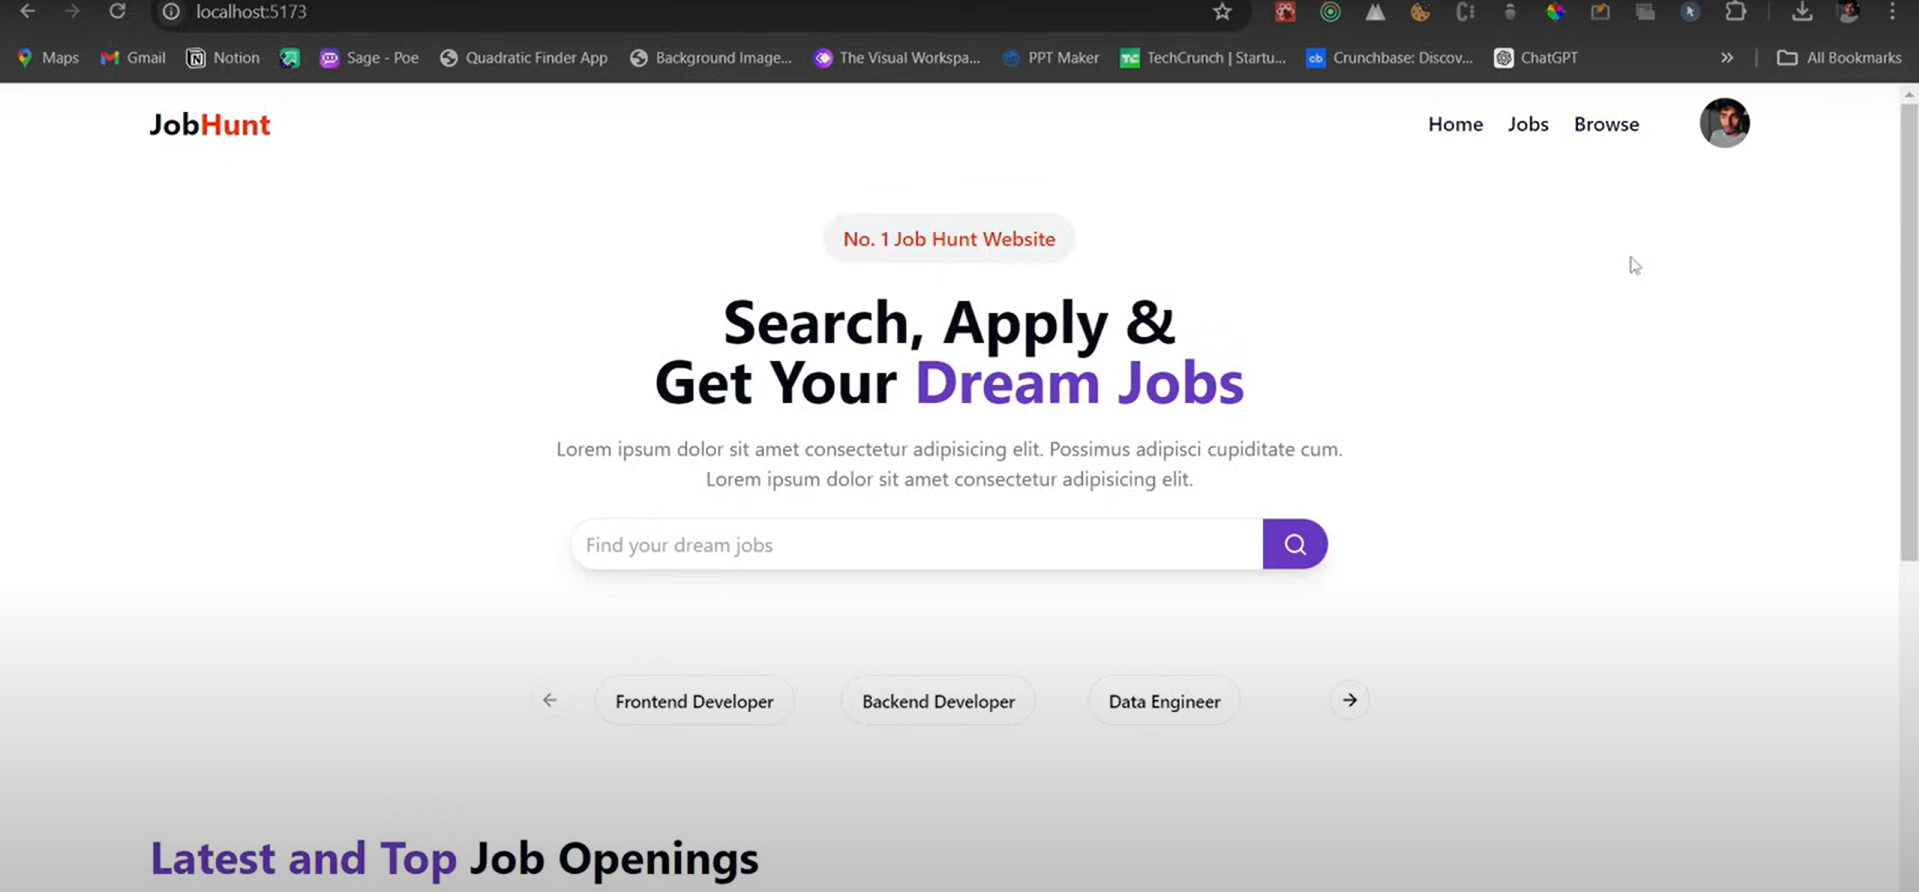 localhost:5173
Maps Gmail Notion Sage - Poe Quadratic Finder App Background Image... The Visual Workspa... PPT Maker TechCrunch | Startu... Crunchbase: Discov... ChatGPT » All Bookmarks
JobHunt Home Jobs Browse
No. 1 Job Hunt Website
Search, Apply &
Get Your Dream Jobs
Lorem ipsum dolor sit amet consectetur adipisicing elit. Possimus adipisci cupiditate cum.
Lorem ipsum dolor sit amet consectetur adipisicing elit.
Find your dream jobs
Frontend Developer Backend Developer Data Engineer
Latest and Top Job Openings